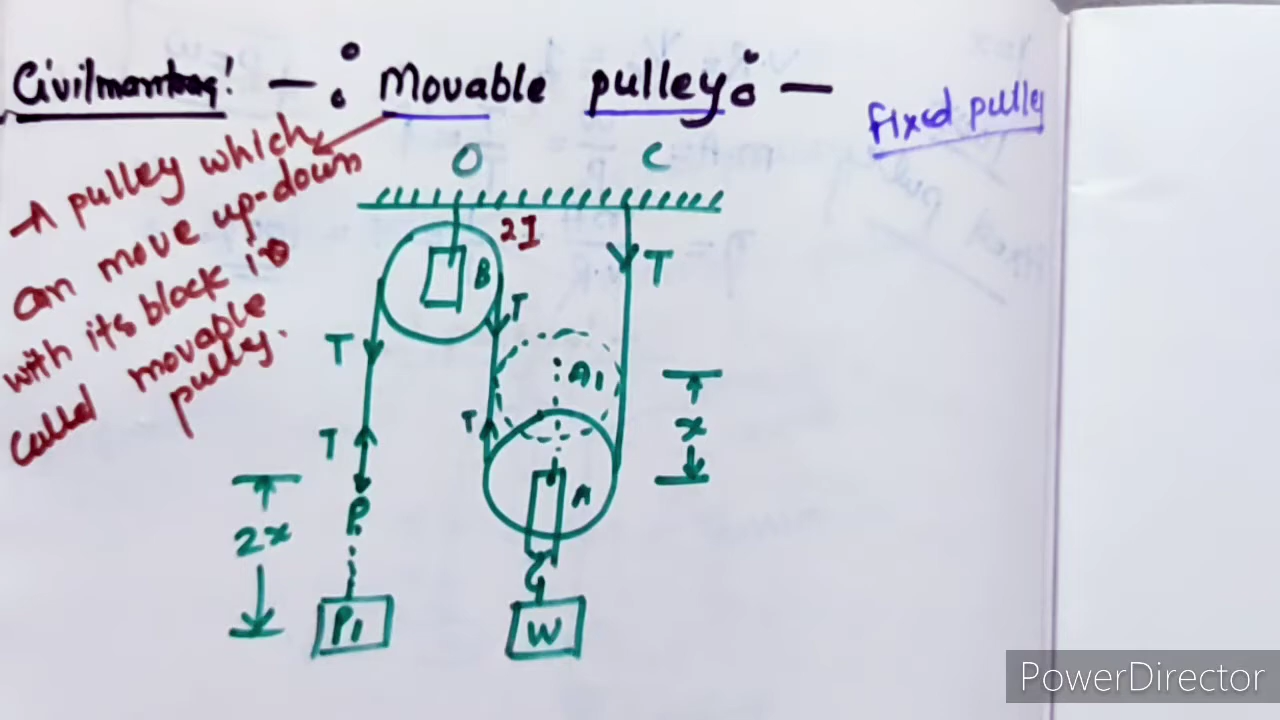 Civilmantraa! -: Movable pulley :-
Fixed pulley
→ A pulley which
can move up-down
with its block is
called movable
pulley.
O C
2T
B
T
T
T
A1
T
T
x
A
P
2x
P1
W
PowerDirector